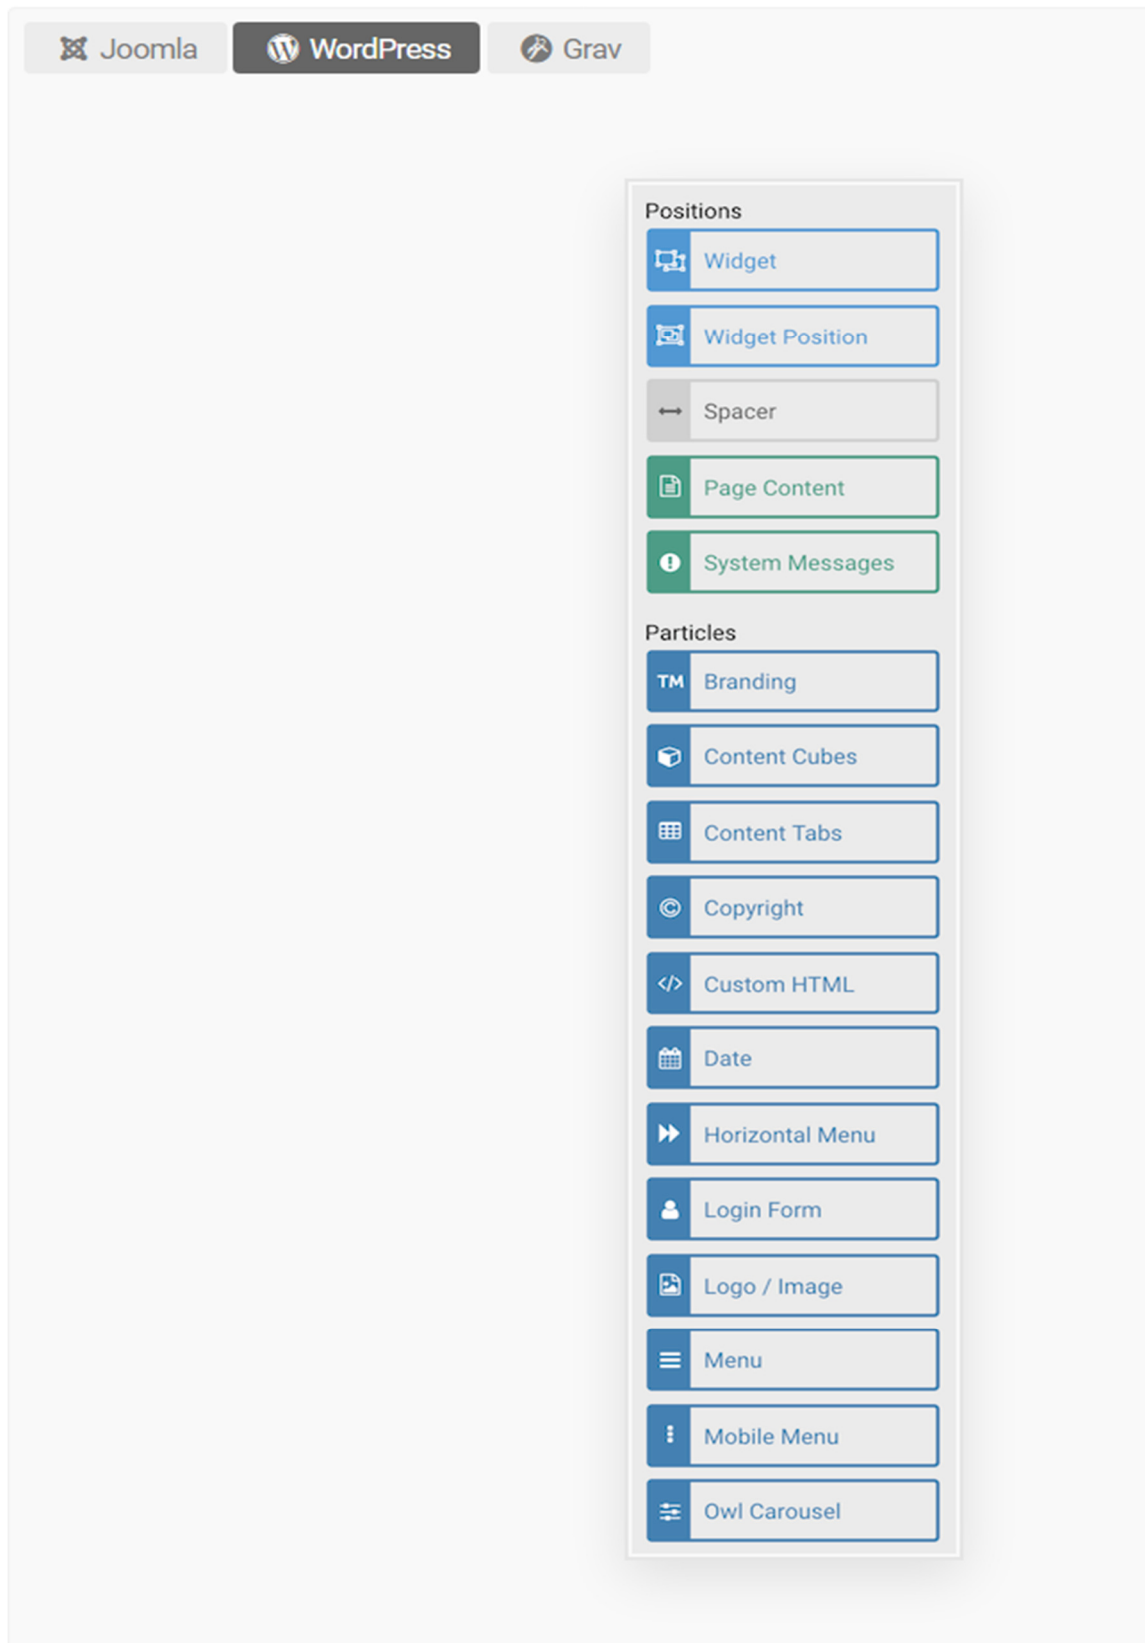 Joomla WordPress Grav
Positions
Widget
Widget Position
Spacer
Page Content
System Messages
Particles
TM Branding
Content Cubes
Content Tabs
© Copyright
</> Custom HTML
Date
Horizontal Menu
Login Form
Logo / Image
Menu
Mobile Menu
Owl Carousel